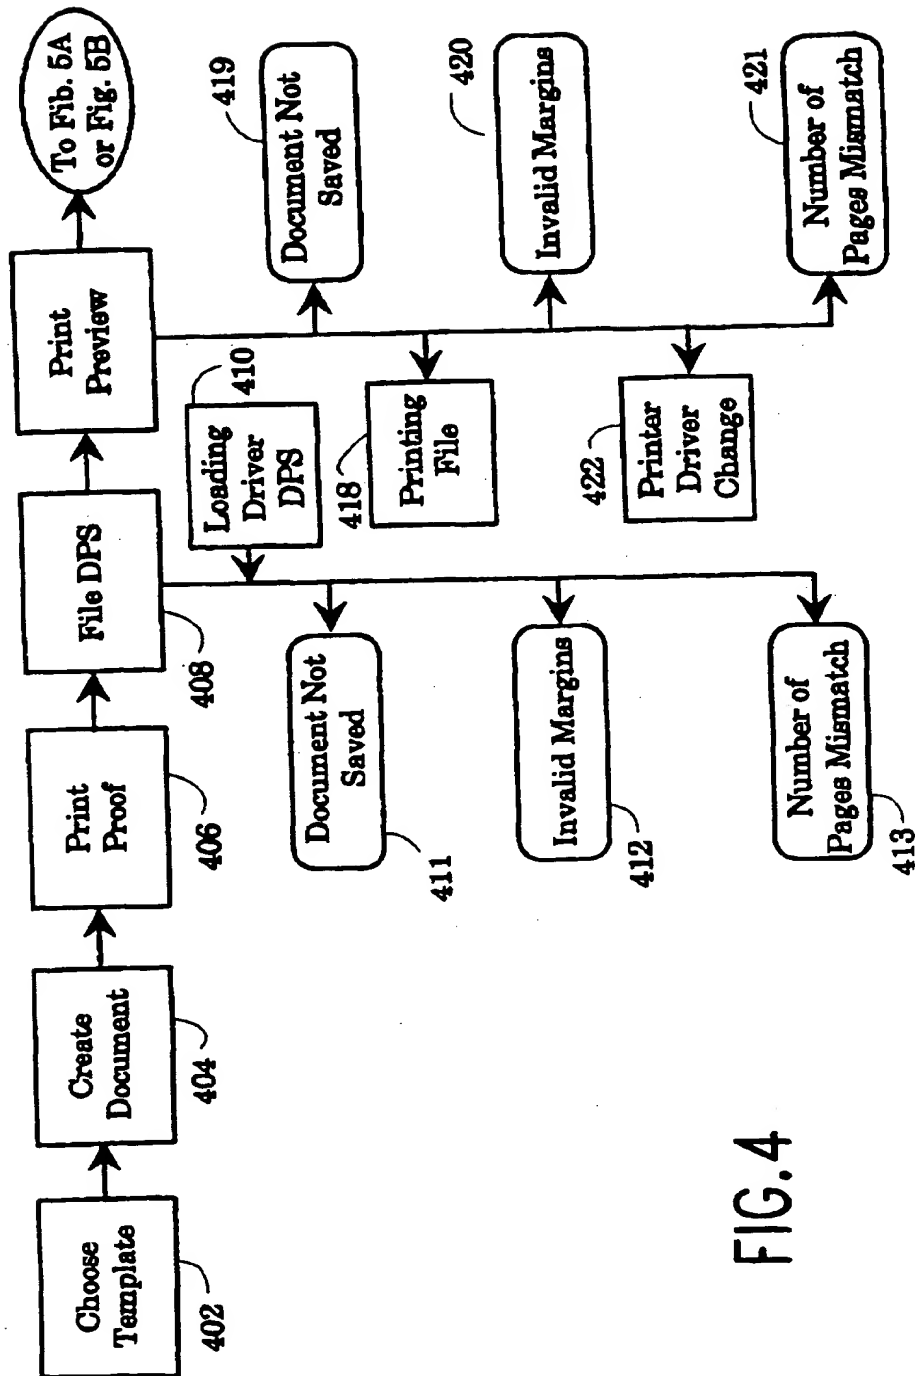 Choose
Template
402
Create
Document
404
Print
Proof
406
File DPS
408
Print
Preview
To Fib. 5A
or Fig. 5B
Loading
Driver
DPS
410
Document Not
Saved
411
Invalid Margins
412
Number of
Pages Mismatch
413
Printing
File
418
Document Not
Saved
419
Invalid Margins
420
Number of
Pages Mismatch
421
Printer
Driver
Change
422
FIG. 4